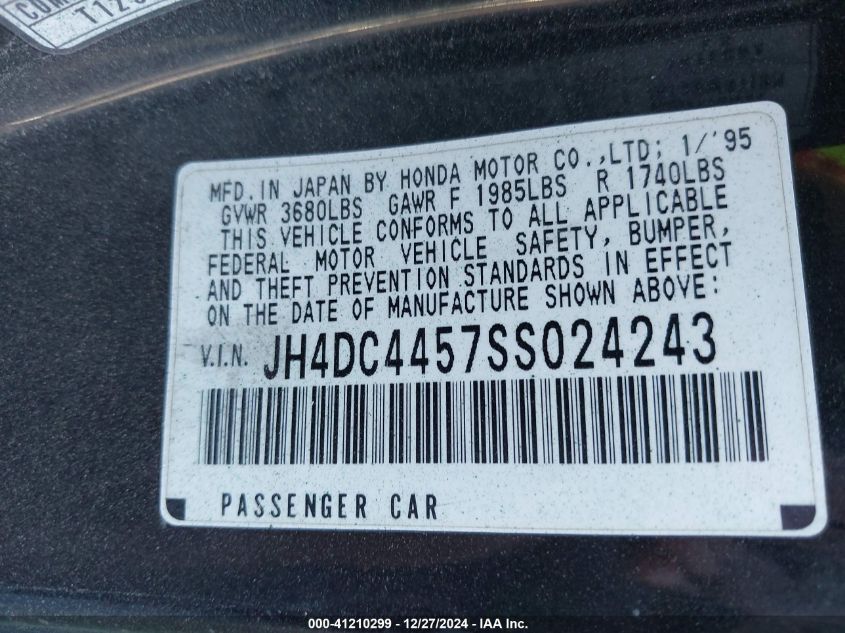 COM
T12
MFD. IN JAPAN BY HONDA MOTOR CO., LTD; 1/'95
GVWR 3680LBS GAWR F 1985LBS R 1740LBS
THIS VEHICLE CONFORMS TO ALL APPLICABLE
FEDERAL MOTOR VEHICLE SAFETY, BUMPER,
AND THEFT PREVENTION STANDARDS IN EFFECT
ON THE DATE OF MANUFACTURE SHOWN ABOVE:
V.I.N. JH4DC4457SS024243
PASSENGER CAR
000-41210299 - 12/27/2024 - IAA Inc.